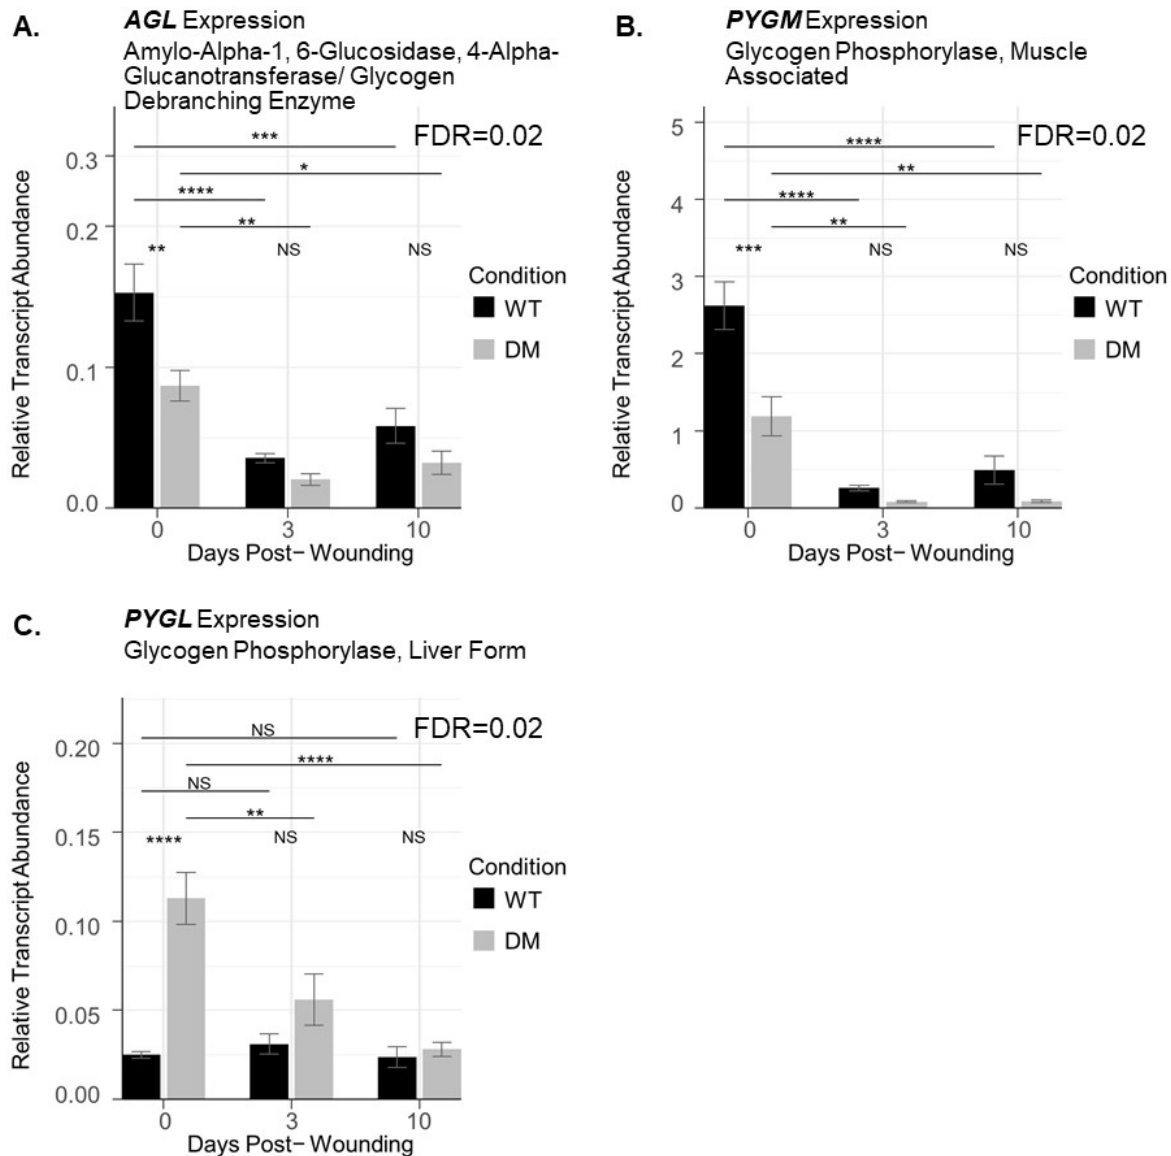 A.
AGL Expression
Amylo-Alpha-1, 6-Glucosidase, 4-Alpha-
Glucanotransferase/ Glycogen
Debranching Enzyme
FDR=0.02
***
*
****
**
**
NS
NS
Relative Transcript Abundance
0.3
0.2
0.1
0.0
0
3
10
Days Post- Wounding
Condition
WT
DM
B.
PYGM Expression
Glycogen Phosphorylase, Muscle
Associated
FDR=0.02
****
**
****
**
***
NS
NS
Relative Transcript Abundance
5
4
3
2
1
0
0
3
10
Days Post- Wounding
Condition
WT
DM
C.
PYGL Expression
Glycogen Phosphorylase, Liver Form
FDR=0.02
NS
****
NS
**
****
NS
NS
Relative Transcript Abundance
0.20
0.15
0.10
0.05
0.00
0
3
10
Days Post- Wounding
Condition
WT
DM